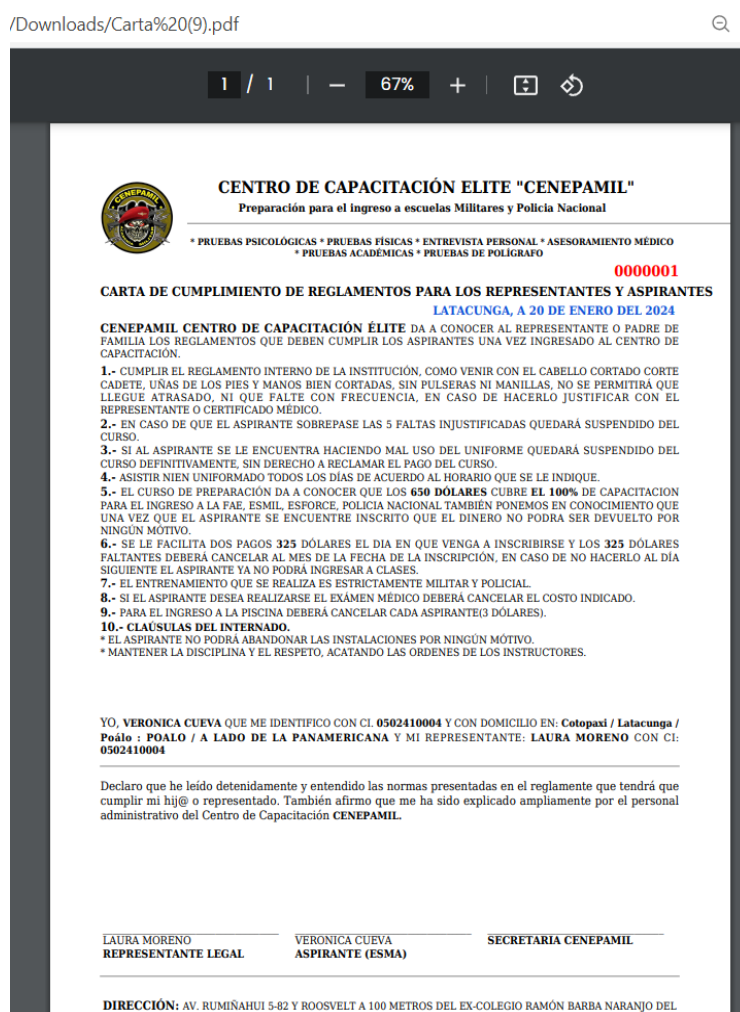 /Downloads/Carta%20(9).pdf
1 / 1 | — 67% + |
CENEPAMIL
CENTRO DE CAPACITACIÓN ELITE "CENEPAMIL"
Preparación para el ingreso a escuelas Militares y Policia Nacional
* PRUEBAS PSICOLÓGICAS * PRUEBAS FÍSICAS * ENTREVISTA PERSONAL * ASESORAMIENTO MÉDICO
* PRUEBAS ACADÉMICAS * PRUEBAS DE POLÍGRAFO
0000001
CARTA DE CUMPLIMIENTO DE REGLAMENTOS PARA LOS REPRESENTANTES Y ASPIRANTES
LATACUNGA, A 20 DE ENERO DEL 2024
CENEPAMIL CENTRO DE CAPACITACIÓN ÉLITE DA A CONOCER AL REPRESENTANTE O PADRE DE
FAMILIA LOS REGLAMENTOS QUE DEBEN CUMPLIR LOS ASPIRANTES UNA VEZ INGRESADO AL CENTRO DE
CAPACITACIÓN.
1.- CUMPLIR EL REGLAMENTO INTERNO DE LA INSTITUCIÓN, COMO VENIR CON EL CABELLO CORTADO CORTE
CADETE, UÑAS DE LOS PIES Y MANOS BIEN CORTADAS, SIN PULSERAS NI MANILLAS, NO SE PERMITIRÁ QUE
LLEGUE ATRASADO, NI QUE FALTE CON FRECUENCIA, EN CASO DE HACERLO JUSTIFICAR CON EL
REPRESENTANTE O CERTIFICADO MÉDICO.
2.- EN CASO DE QUE EL ASPIRANTE SOBREPASE LAS 5 FALTAS INJUSTIFICADAS QUEDARÁ SUSPENDIDO DEL
CURSO.
3.- SI AL ASPIRANTE SE LE ENCUENTRA HACIENDO MAL USO DEL UNIFORME QUEDARÁ SUSPENDIDO DEL
CURSO DEFINITIVAMENTE, SIN DERECHO A RECLAMAR EL PAGO DEL CURSO.
4.- ASISTIR NIEN UNIFORMADO TODOS LOS DÍAS DE ACUERDO AL HORARIO QUE SE LE INDIQUE.
5.- EL CURSO DE PREPARACIÓN DA A CONOCER QUE LOS 650 DÓLARES CUBRE EL 100% DE CAPACITACION
PARA EL INGRESO A LA FAE, ESMIL, ESFORCE, POLICIA NACIONAL TAMBIÉN PONEMOS EN CONOCIMIENTO QUE
UNA VEZ QUE EL ASPIRANTE SE ENCUENTRE INSCRITO QUE EL DINERO NO PODRA SER DEVUELTO POR
NINGÚN MÓTIVO.
6.- SE LE FACILITA DOS PAGOS 325 DÓLARES EL DIA EN QUE VENGA A INSCRIBIRSE Y LOS 325 DÓLARES
FALTANTES DEBERÁ CANCELAR AL MES DE LA FECHA DE LA INSCRIPCIÓN, EN CASO DE NO HACERLO AL DÍA
SIGUIENTE EL ASPIRANTE YA NO PODRÁ INGRESAR A CLASES.
7.- EL ENTRENAMIENTO QUE SE REALIZA ES ESTRICTAMENTE MILITAR Y POLICIAL.
8.- SI EL ASPIRANTE DESEA REALIZARSE EL EXÁMEN MÉDICO DEBERÁ CANCELAR EL COSTO INDICADO.
9.- PARA EL INGRESO A LA PISCINA DEBERÁ CANCELAR CADA ASPIRANTE(3 DÓLARES).
10.- CLAÚSULAS DEL INTERNADO.
* EL ASPIRANTE NO PODRÁ ABANDONAR LAS INSTALACIONES POR NINGÚN MÓTIVO.
* MANTENER LA DISCIPLINA Y EL RESPETO, ACATANDO LAS ORDENES DE LOS INSTRUCTORES.
YO, VERONICA CUEVA QUE ME IDENTIFICO CON CI. 0502410004 Y CON DOMICILIO EN: Cotopaxi / Latacunga /
Poálo : POALO / A LADO DE LA PANAMERICANA Y MI REPRESENTANTE: LAURA MORENO CON CI:
0502410004
Declaro que he leído detenidamente y entendido las normas presentadas en el reglamente que tendrá que
cumplir mi hij@ o representado. También afirmo que me ha sido explicado ampliamente por el personal
administrativo del Centro de Capacitación CENEPAMIL.
LAURA MORENO VERONICA CUEVA SECRETARIA CENEPAMIL
REPRESENTANTE LEGAL ASPIRANTE (ESMA)
DIRECCIÓN: AV. RUMIÑAHUI 5-82 Y ROOSVELT A 100 METROS DEL EX-COLEGIO RAMÓN BARBA NARANJO DEL